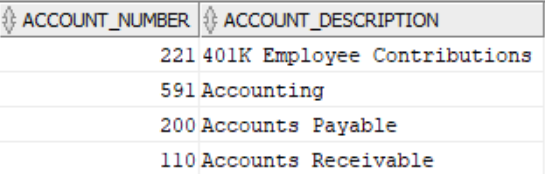 ACCOUNT_NUMBER ACCOUNT_DESCRIPTION
221 401K Employee Contributions
591 Accounting
200 Accounts Payable
110 Accounts Receivable